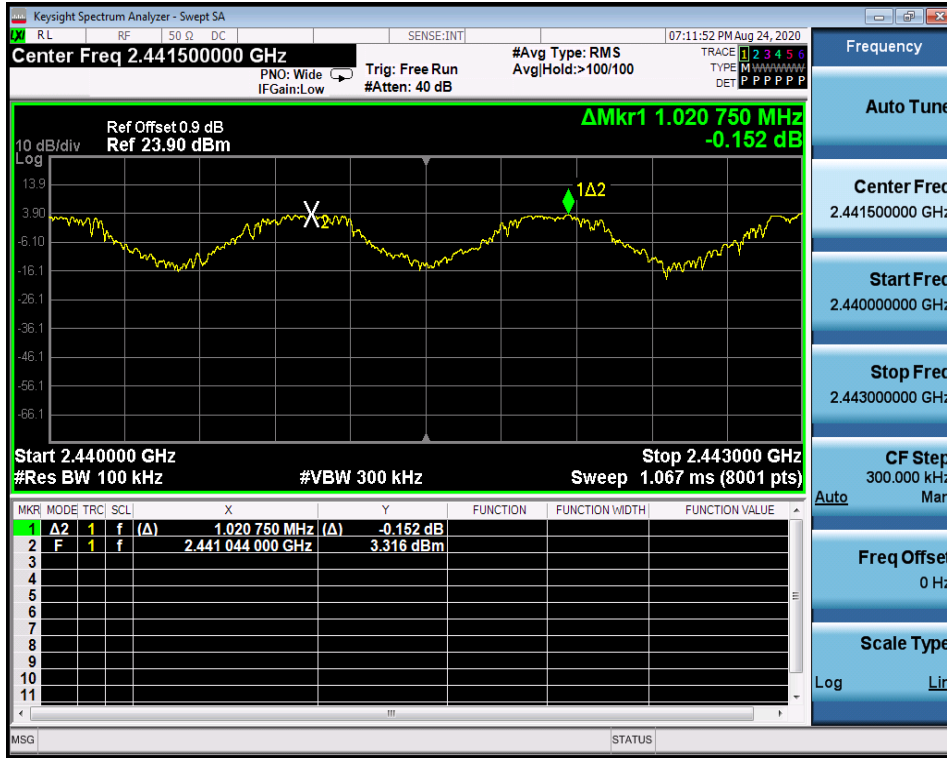 Keysight Spectrum Analyzer - Swept SA
LXI RL RF 50 Ω DC SENSE:INT 07:11:52 PM Aug 24, 2020
Center Freq 2.441500000 GHz #Avg Type: RMS TRACE 1 2 3 4 5 6
PNO: Wide Trig: Free Run Avg|Hold:>100/100 TYPE M W W W W W
IFGain:Low #Atten: 40 dB DET P P P P P P
ΔMkr1 1.020 750 MHz
-0.152 dB
Ref Offset 0.9 dB
10 dB/div Ref 23.90 dBm
Log
13.9
3.90
-6.10
-16.1
-26.1
-36.1
-46.1
-56.1
-66.1
1Δ2
X2
Start 2.440000 GHz Stop 2.443000 GHz
#Res BW 100 kHz #VBW 300 kHz Sweep 1.067 ms (8001 pts)
MKR MODE TRC SCL X Y FUNCTION FUNCTION WIDTH FUNCTION VALUE
1 Δ2 1 f (Δ) 1.020 750 MHz (Δ) -0.152 dB
2 F 1 f 2.441 044 000 GHz 3.316 dBm
3
4
5
6
7
8
9
10
11
MSG STATUS
Frequency
Auto Tune
Center Freq
2.441500000 GHz
Start Freq
2.440000000 GHz
Stop Freq
2.443000000 GHz
CF Step
300.000 kHz
Auto Man
Freq Offset
0 Hz
Scale Type
Log Lin